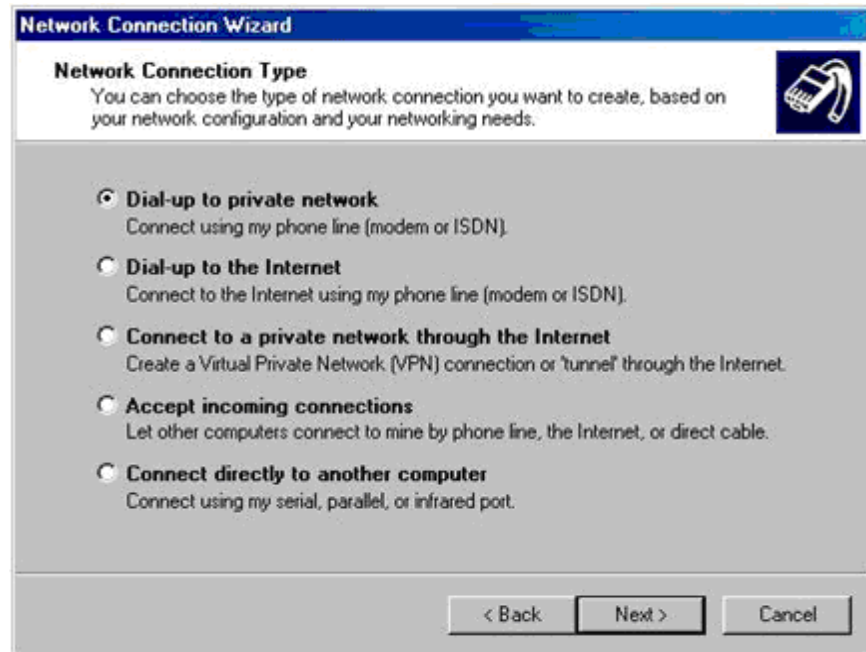 Network Connection Wizard
Network Connection Type
You can choose the type of network connection you want to create, based on
your network configuration and your networking needs.
Dial-up to private network
Connect using my phone line (modem or ISDN).
Dial-up to the Internet
Connect to the Internet using my phone line (modem or ISDN).
Connect to a private network through the Internet
Create a Virtual Private Network (VPN) connection or 'tunnel' through the Internet.
Accept incoming connections
Let other computers connect to mine by phone line, the Internet, or direct cable.
Connect directly to another computer
Connect using my serial, parallel, or infrared port.
< Back Next > Cancel